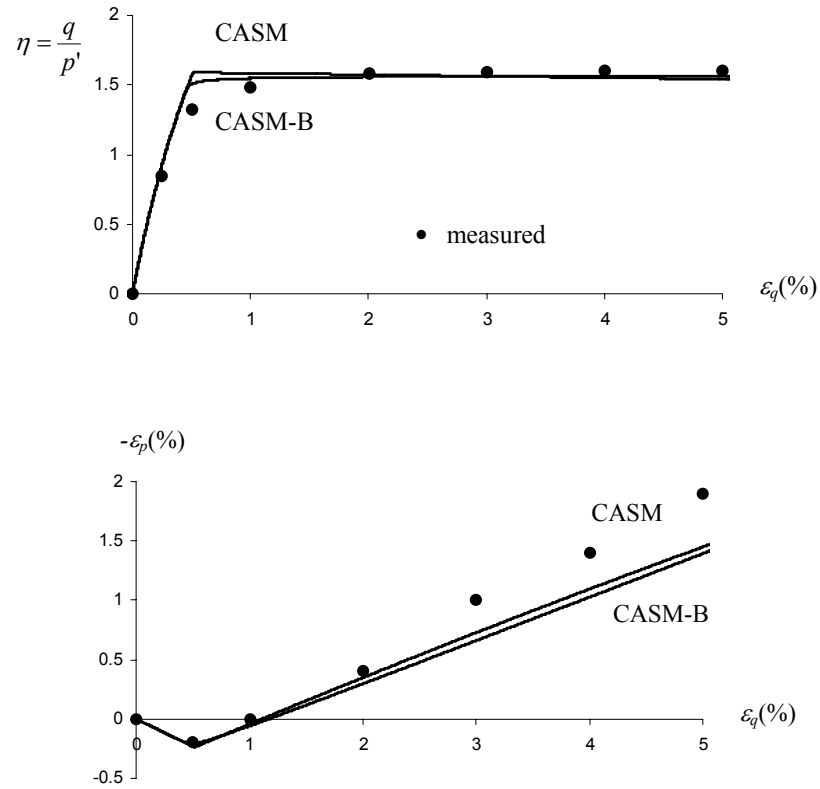 η = q/p'
2
1.5
1
0.5
0
CASM
CASM-B
measured
0 1 2 3 4 5
εq(%)
-εp(%)
2
1.5
1
0.5
0
-0.5
CASM
CASM-B
0 1 2 3 4 5
εq(%)